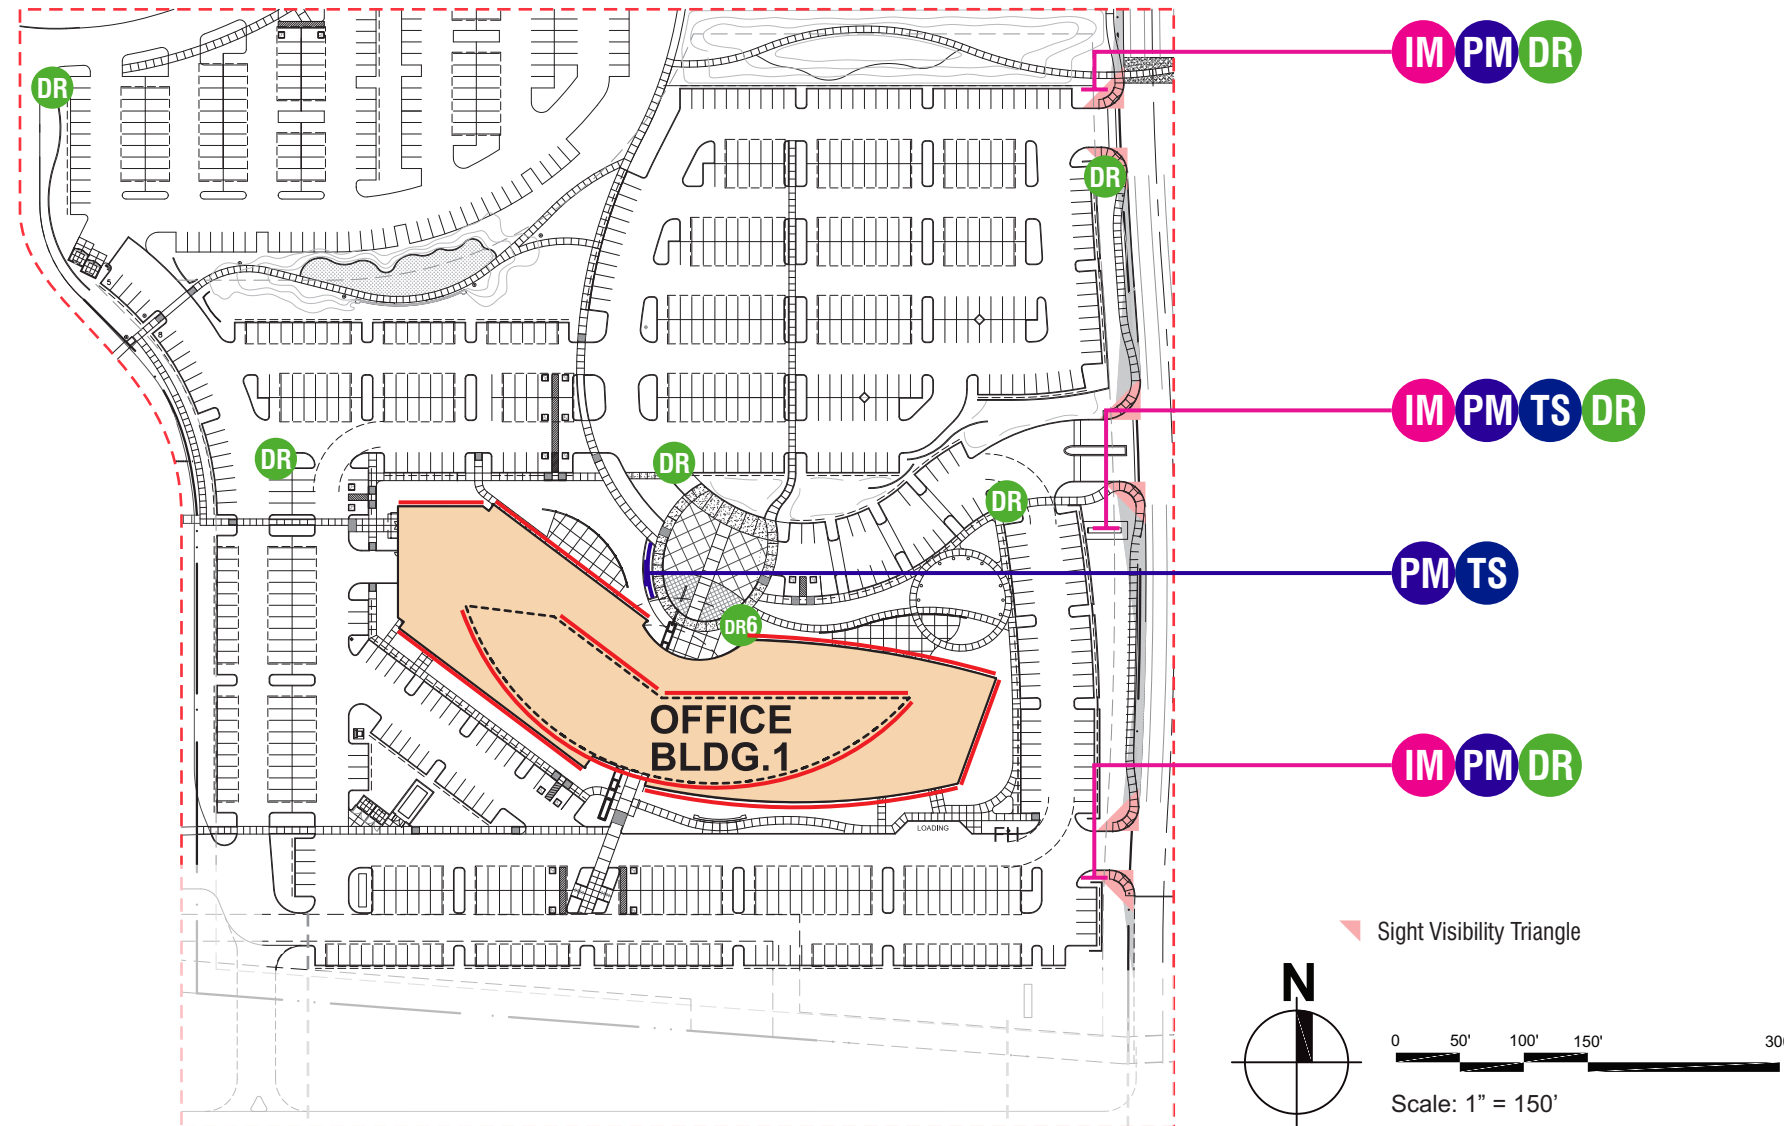 IM PM DR
DR
DR
IM PM TS DR
DR
DR
DR
PM TS
DR6
OFFICE
BLDG.1
IM PM DR
LOADING
FH
Sight Visibility Triangle
N
0 50' 100' 150'
Scale: 1” = 150’